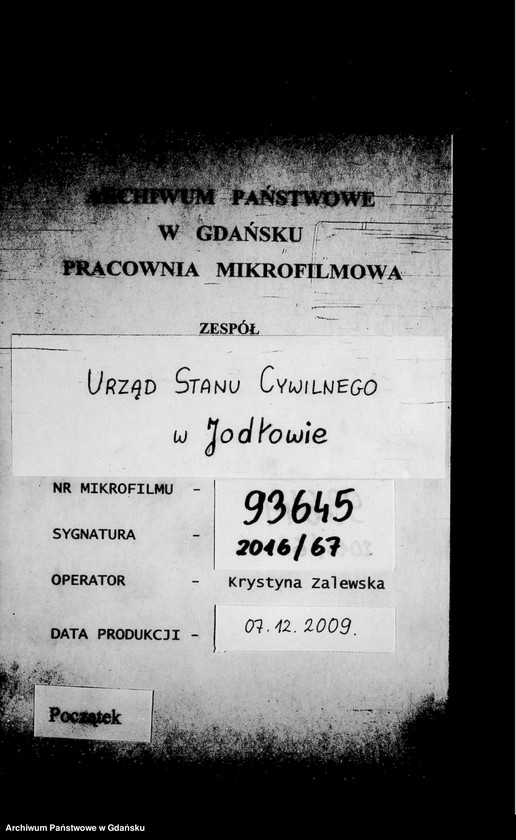 ARCHIWUM PAŃSTWOWE
W GDAŃSKU
PRACOWNIA MIKROFILMOWA
ZESPÓŁ
URZĄD STANU CYWILNEGO
w Jodłowie
NR MIKROFILMU - 93645
SYGNATURA - 2016/67
OPERATOR - Krystyna Zalewska
DATA PRODUKCJI - 07.12.2009.
Początek
Archiwum Państwowe w Gdańsku